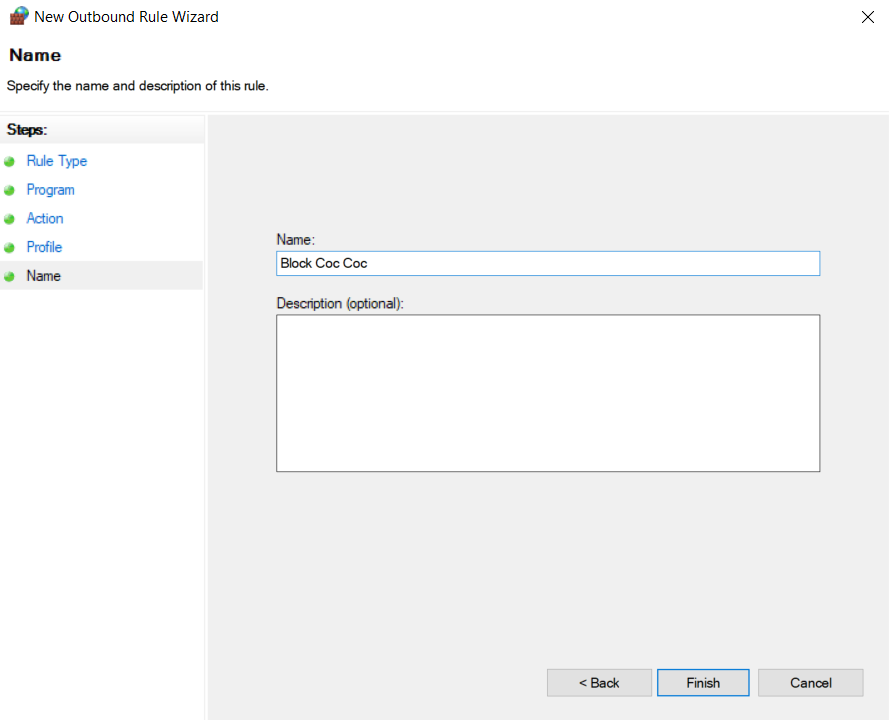 New Outbound Rule Wizard
Name
Specify the name and description of this rule.
Steps:
Rule Type
Program
Action
Profile
Name
Name:
Block Coc Coc
Description (optional):
< Back
Finish
Cancel